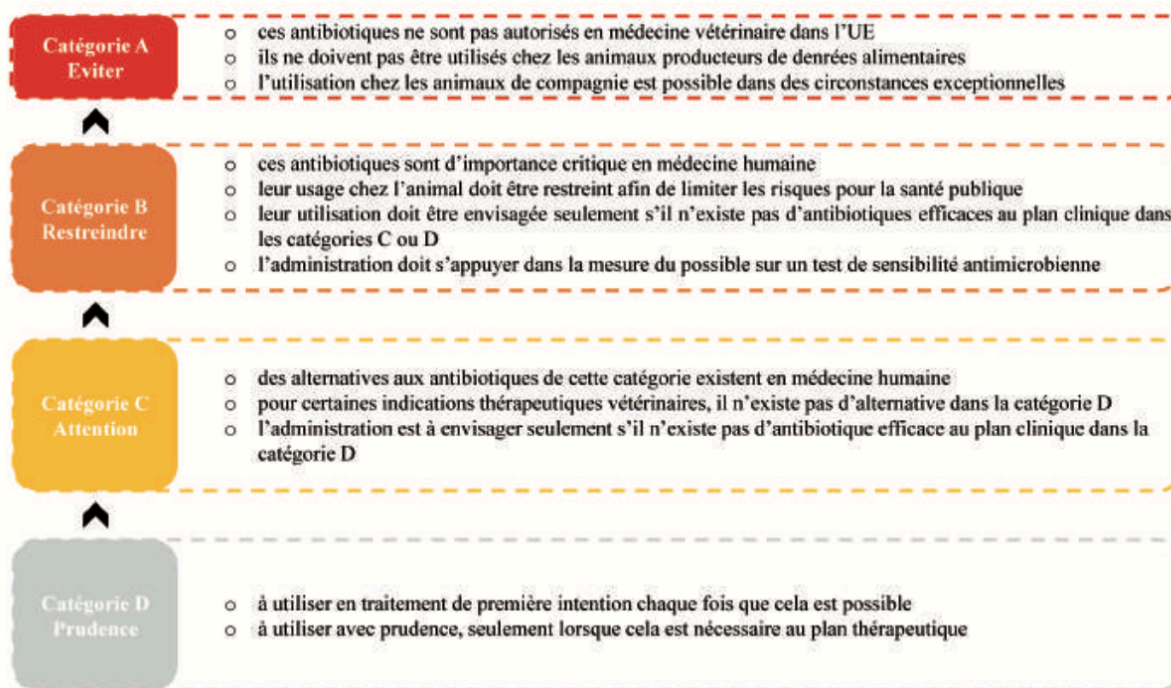 Catégorie A
Eviter
o ces antibiotiques ne sont pas autorisés en médecine vétérinaire dans l'UE
o ils ne doivent pas être utilisés chez les animaux producteurs de denrées alimentaires
o l'utilisation chez les animaux de compagnie est possible dans des circonstances exceptionnelles
Catégorie B
Restreindre
o ces antibiotiques sont d'importance critique en médecine humaine
o leur usage chez l'animal doit être restreint afin de limiter les risques pour la santé publique
o leur utilisation doit être envisagée seulement s'il n'existe pas d'antibiotiques efficaces au plan clinique dans
les catégories C ou D
o l'administration doit s'appuyer dans la mesure du possible sur un test de sensibilité antimicrobienne
Catégorie C
Attention
o des alternatives aux antibiotiques de cette catégorie existent en médecine humaine
o pour certaines indications thérapeutiques vétérinaires, il n'existe pas d'alternative dans la catégorie D
o l'administration est à envisager seulement s'il n'existe pas d'antibiotique efficace au plan clinique dans la
catégorie D
Catégorie D
Prudence
o à utiliser en traitement de première intention chaque fois que cela est possible
o à utiliser avec prudence, seulement lorsque cela est nécessaire au plan thérapeutique